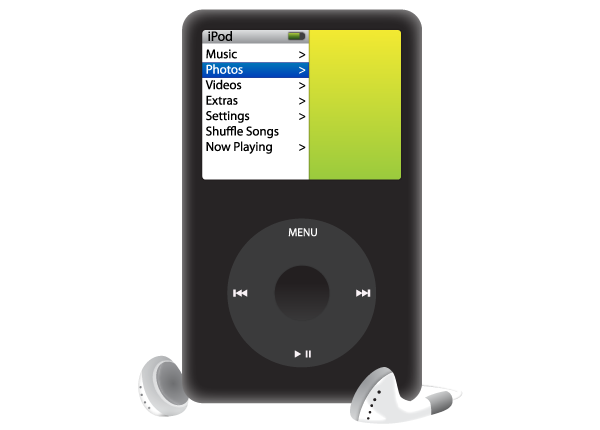 iPod
Music >
Photos >
Videos >
Extras >
Settings >
Shuffle Songs
Now Playing >
MENU